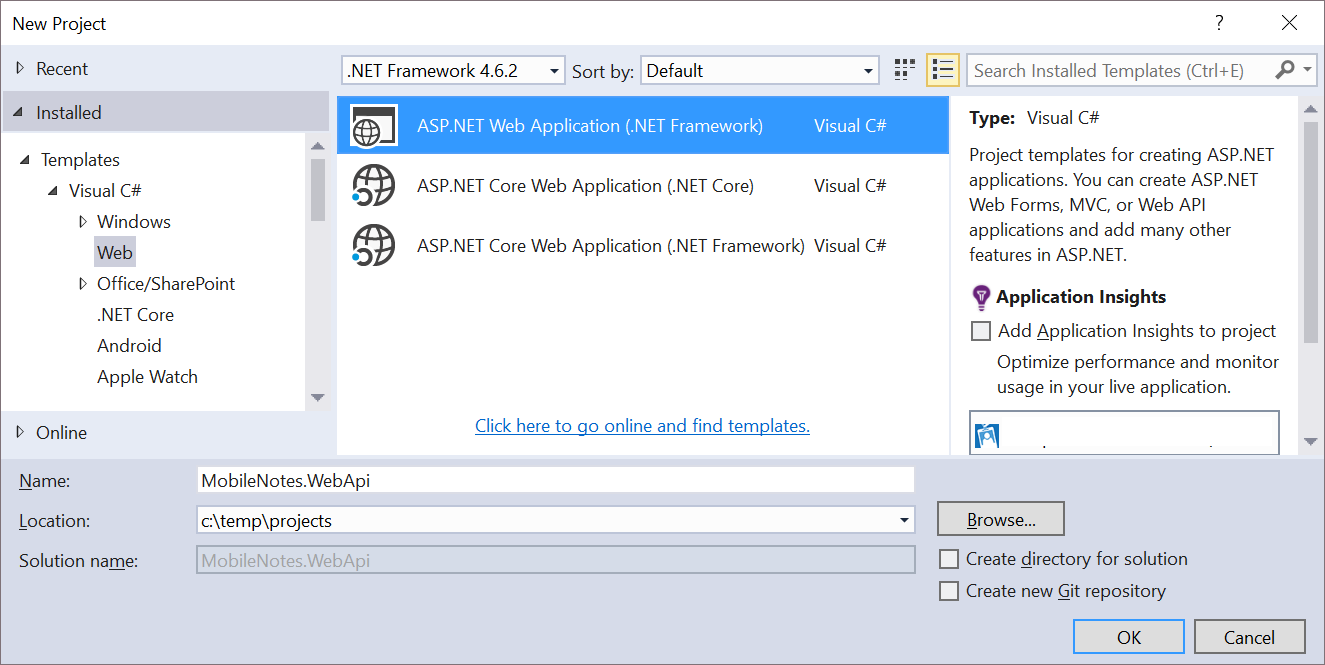 New Project
?
Recent
.NET Framework 4.6.2
Sort by:
Default
Search Installed Templates (Ctrl+E)
Installed
Templates
Visual C#
Windows
Web
Office/SharePoint
.NET Core
Android
Apple Watch
Online
ASP.NET Web Application (.NET Framework) Visual C#
ASP.NET Core Web Application (.NET Core) Visual C#
ASP.NET Core Web Application (.NET Framework) Visual C#
Click here to go online and find templates.
Type: Visual C#
Project templates for creating ASP.NET
applications. You can create ASP.NET
Web Forms, MVC, or Web API
applications and add many other
features in ASP.NET.
Application Insights
Add Application Insights to project
Optimize performance and monitor
usage in your live application.
Name: MobileNotes.WebApi
Location: c:\temp\projects
Browse...
Solution name: MobileNotes.WebApi
Create directory for solution
Create new Git repository
OK
Cancel